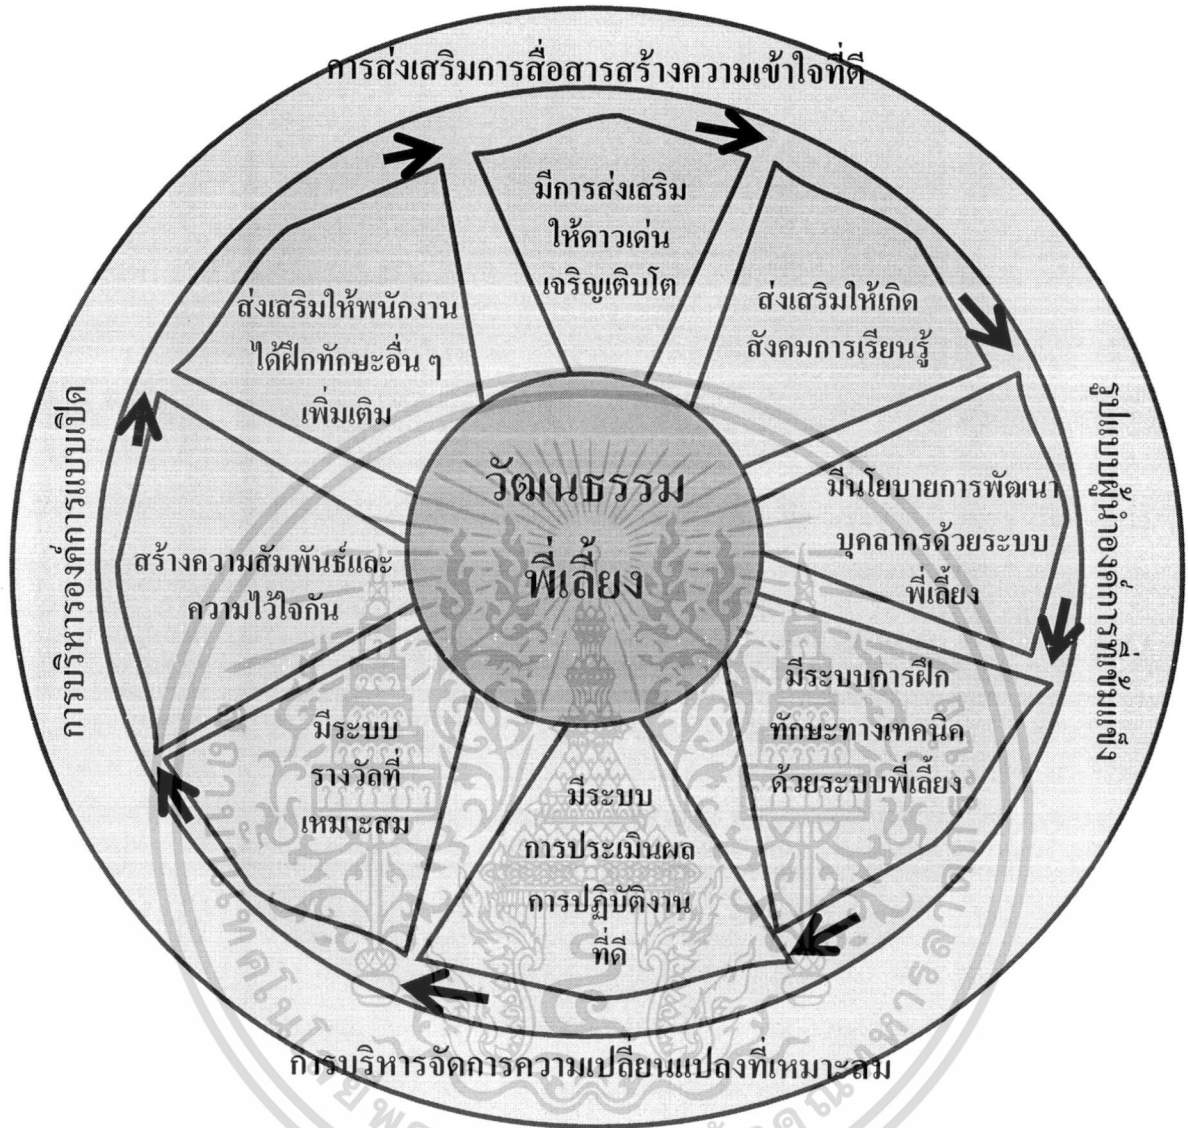 การส่งเสริมการสื่อสารสร้างความเข้าใจที่ดี
มีการส่งเสริม
ให้ดาวเด่น
เจริญเติบโต
ส่งเสริมให้เกิด
สังคมการเรียนรู้
มีนโยบายการพัฒนา
บุคลากรด้วยระบบ
พี่เลี้ยง
มีระบบการฝึก
ทักษะทางเทคนิค
ด้วยระบบพี่เลี้ยง
มีระบบ
การประเมินผล
การปฏิบัติงาน
ที่ดี
มีระบบ
รางวัลที่
เหมาะสม
สร้างความสัมพันธ์และ
ความไว้ใจกัน
ส่งเสริมให้พนักงาน
ได้ฝึกทักษะอื่น ๆ
เพิ่มเติม
วัฒนธรรม
พี่เลี้ยง
รูปแบบผู้นำองค์การที่เข้มแข็ง
การบริหารจัดการความเปลี่ยนแปลงที่เหมาะสม
การบริหารองค์การแบบเปิด